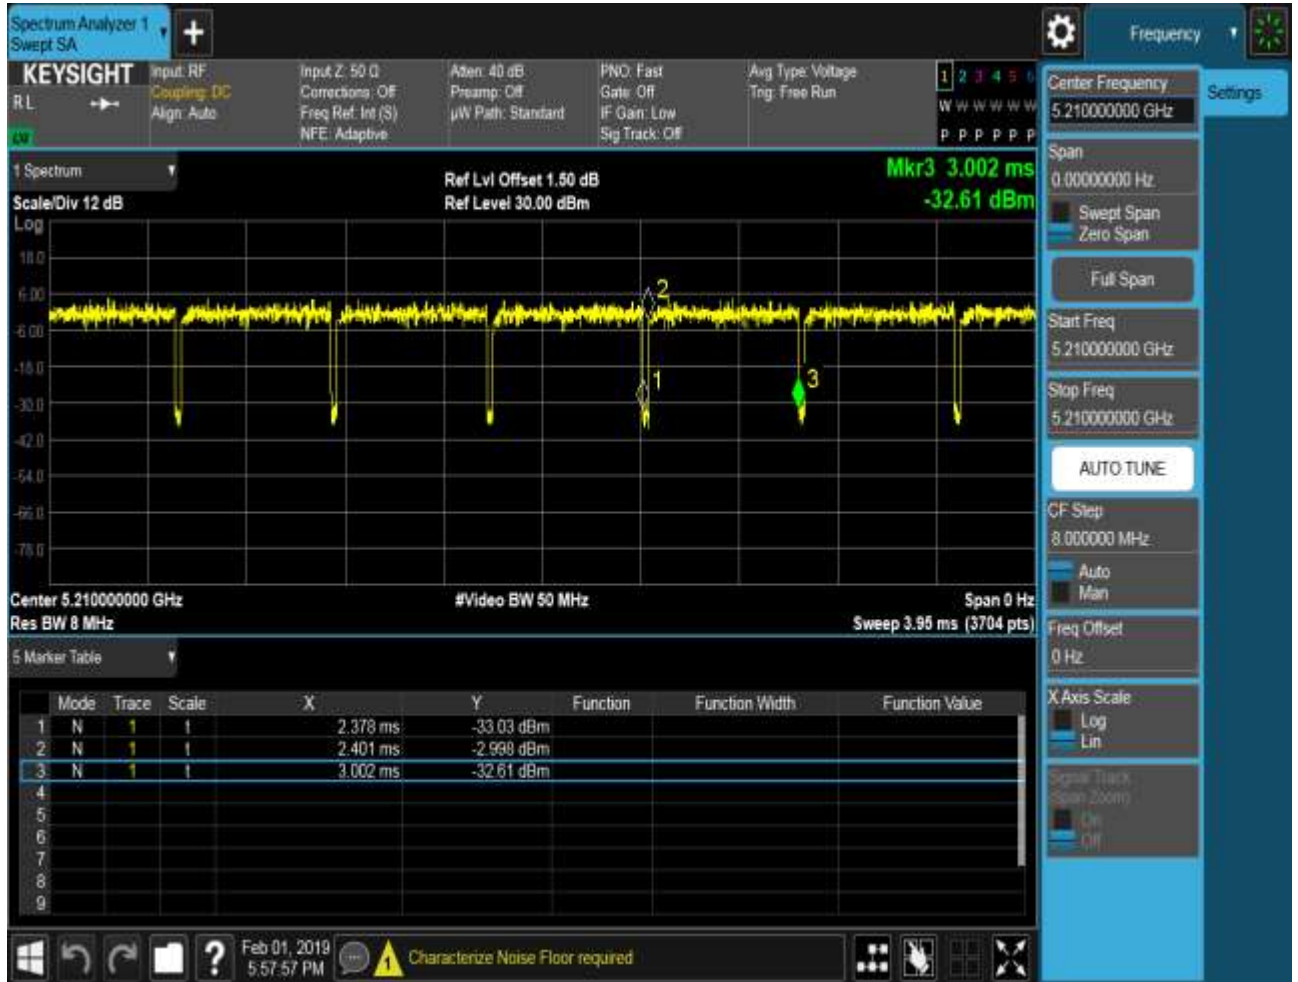 Spectrum Analyzer 1
Swept SA
+
Frequency
KEYSIGHT
RL
Input: RF
Coupling: DC
Align: Auto
Input Z: 50 Ω
Corrections: Off
Freq Ref: Int (S)
NFE: Adaptive
Atten: 40 dB
Preamp: Off
µW Path: Standard
PNO: Fast
Gate: Off
IF Gain: Low
Sig Track: Off
Avg Type: Voltage
Trig: Free Run
1 2 3 4 5 6
W W W W W W
P P P P P P
1 Spectrum
Scale/Div 12 dB
Ref Lvl Offset 1.50 dB
Ref Level 30.00 dBm
Mkr3 3.002 ms
-32.61 dBm
Log
18.0
6.00
-6.00
-18.0
-30.0
-42.0
-54.0
-66.0
-78.0
2
1
3
Center 5.210000000 GHz
Res BW 8 MHz
#Video BW 50 MHz
Span 0 Hz
Sweep 3.95 ms (3704 pts)
5 Marker Table
Mode Trace Scale X Y Function Function Width Function Value
1 N 1 t 2.378 ms -33.03 dBm
2 N 1 t 2.401 ms -2.998 dBm
3 N 1 t 3.002 ms -32.61 dBm
4
5
6
7
8
9
Center Frequency
5.210000000 GHz
Settings
Span
0.00000000 Hz
Swept Span
Zero Span
Full Span
Start Freq
5.210000000 GHz
Stop Freq
5.210000000 GHz
AUTO TUNE
CF Step
8.000000 MHz
Auto
Man
Freq Offset
0 Hz
X Axis Scale
Log
Lin
Signal Track
(Span Zoom)
On
Off
?
Feb 01, 2019
5:57:57 PM
1
Characterize Noise Floor required